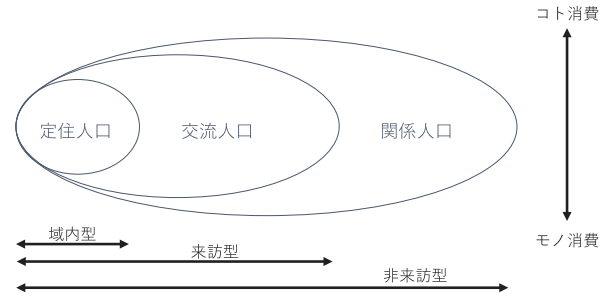 コト消費
定住人口
交流人口
関係人口
域内型
モノ消費
来訪型
非来訪型